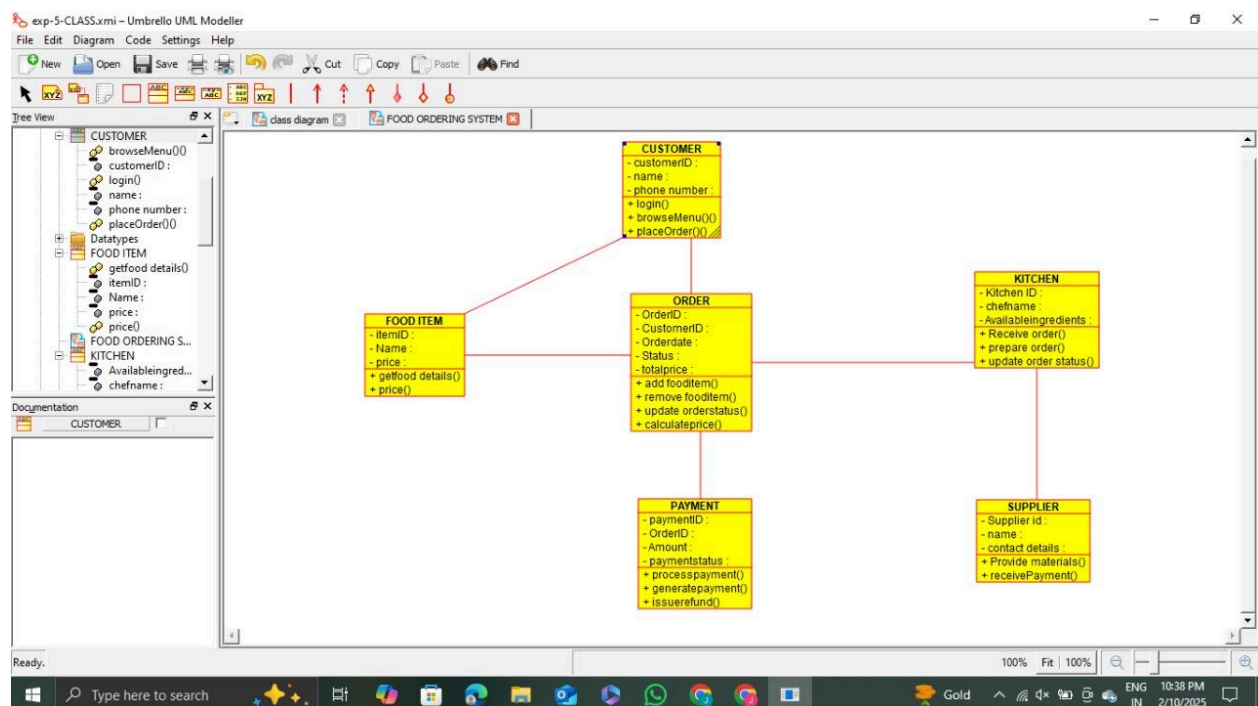 exp-5-CLASS.xmi – Umbrello UML Modeller
File Edit Diagram Code Settings Help
New Open Save Cut Copy Paste Find
Tree View
class diagram FOOD ORDERING SYSTEM
CUSTOMER
browseMenu()()
customerID :
login()
name :
phone number :
placeOrder()()
Datatypes
FOOD ITEM
getfood details()
itemID :
Name :
price :
price()
FOOD ORDERING S...
KITCHEN
Availableingred...
chefname :
Documentation
CUSTOMER
CUSTOMER
- customerID :
- name :
- phone number :
+ login()
+ browseMenu()()
+ placeOrder()()
FOOD ITEM
- itemID :
- Name :
- price :
+ getfood details()
+ price()
ORDER
- OrderID :
- CustomerID :
- Orderdate :
- Status :
- totalprice :
+ add fooditem()
+ remove fooditem()
+ update orderstatus()
+ calculateprice()
KITCHEN
- Kitchen ID :
- chefname :
- Availableingredients :
+ Receive order()
+ prepare order()
+ update order status()
PAYMENT
- paymentID :
- OrderID :
- Amount :
- paymentstatus :
+ processpayment()
+ generatepayment()
+ issuerefund()
SUPPLIER
- Supplier id :
- name :
- contact details :
+ Provide materials()
+ receivePayment()
Ready.
100% Fit 100%
Type here to search
Gold
ENG
IN
10:38 PM
2/10/2025